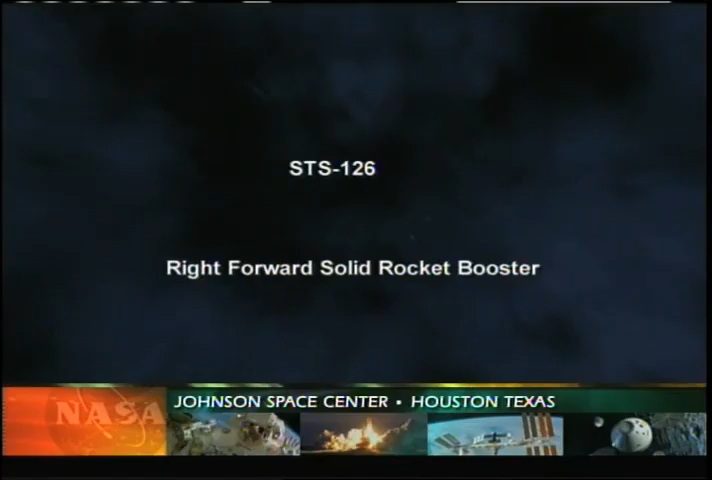 STS-126
Right Forward Solid Rocket Booster
JOHNSON SPACE CENTER • HOUSTON TEXAS
NASA